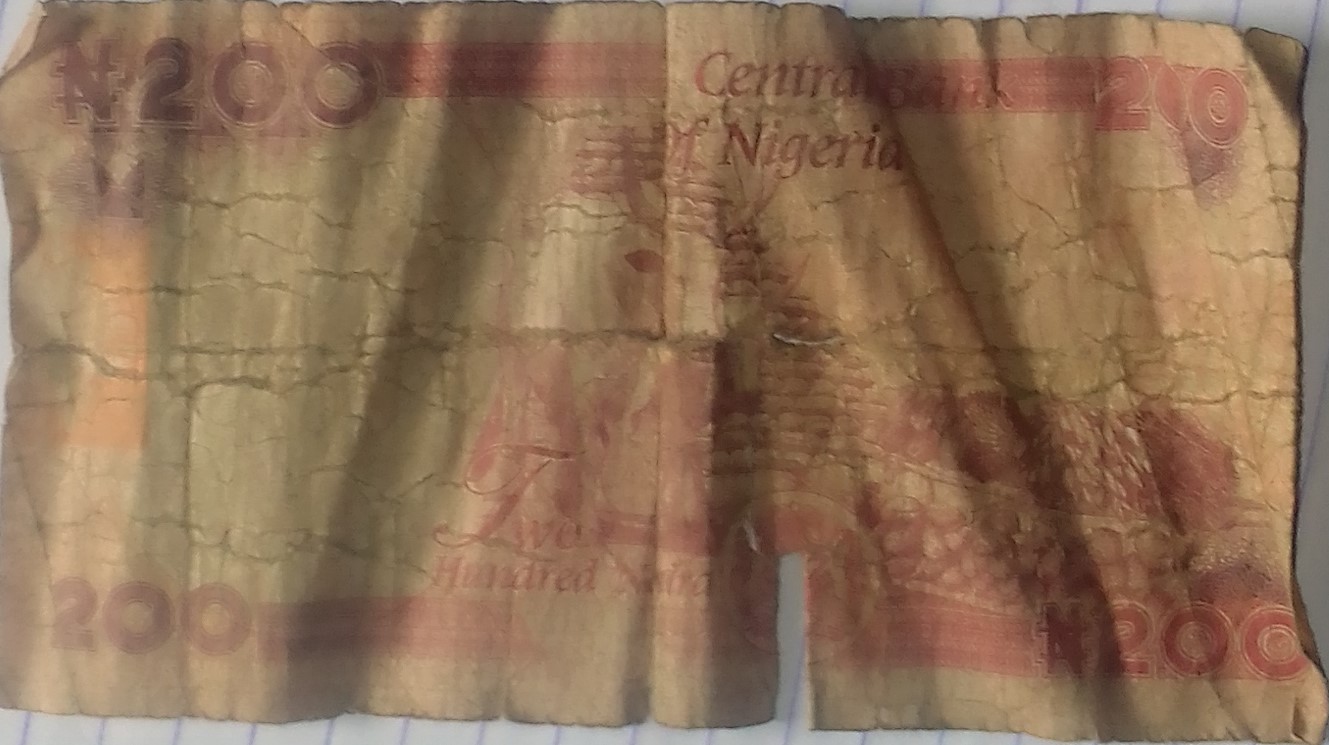 ₦200
Central Bank
of Nigeria
200
Two
Hundred Naira
200
₦200